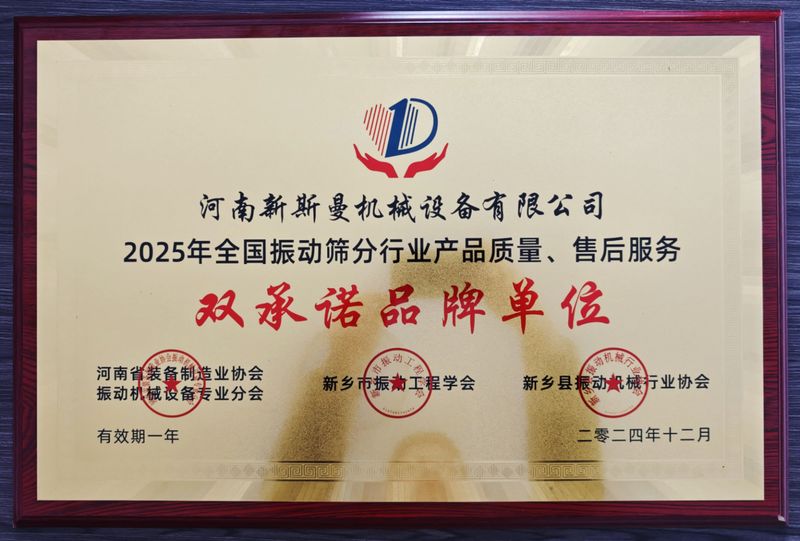 河南新斯曼机械设备有限公司
2025年全国振动筛分行业产品质量、售后服务
双承诺品牌单位
河南省装备制造业协会
振动机械设备专业分会
新乡市振动工程学会
新乡县振动机械行业协会
有效期一年
二零二四年十二月